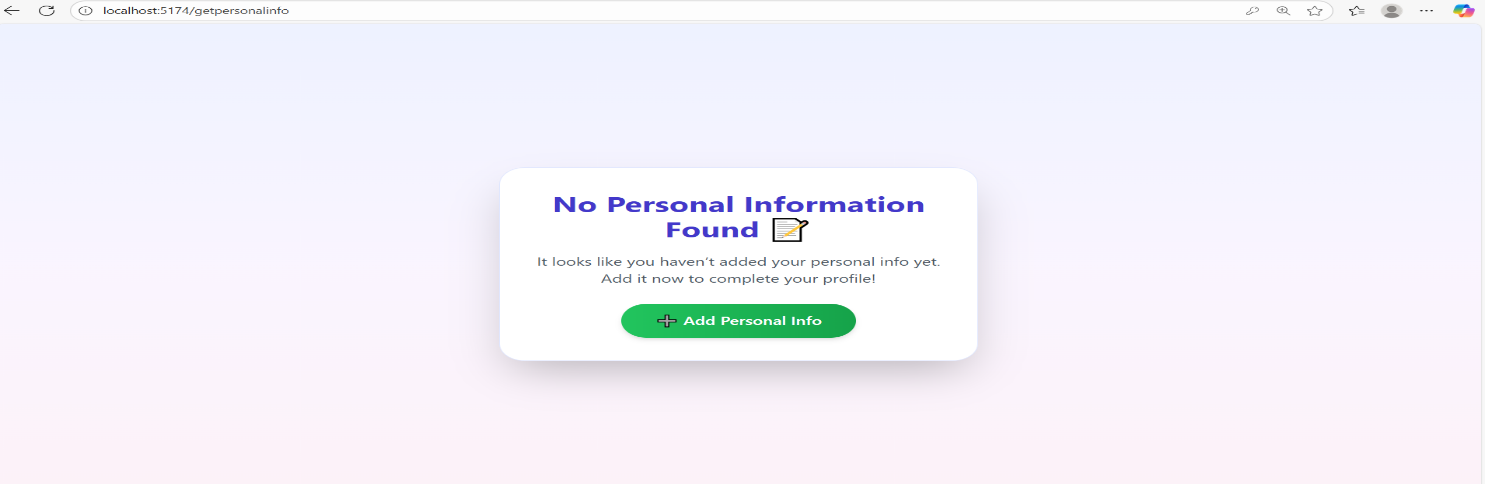 localhost:5174/getpersonalinfo
No Personal Information
Found 📝
It looks like you haven’t added your personal info yet.
Add it now to complete your profile!
➕ Add Personal Info